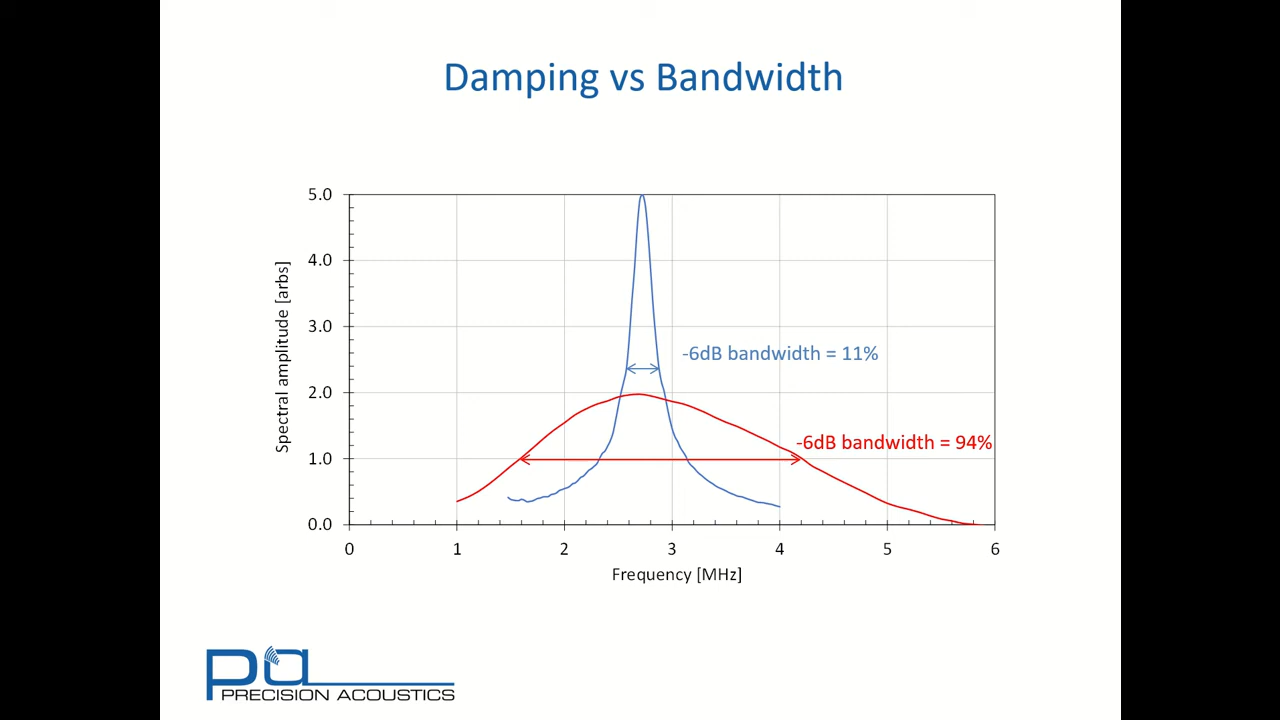 Damping vs Bandwidth
5.0
4.0
3.0
2.0
1.0
0.0
Spectral amplitude [arbs]
-6dB bandwidth = 11%
-6dB bandwidth = 94%
0 1 2 3 4 5 6
Frequency [MHz]
pa
PRECISION ACOUSTICS